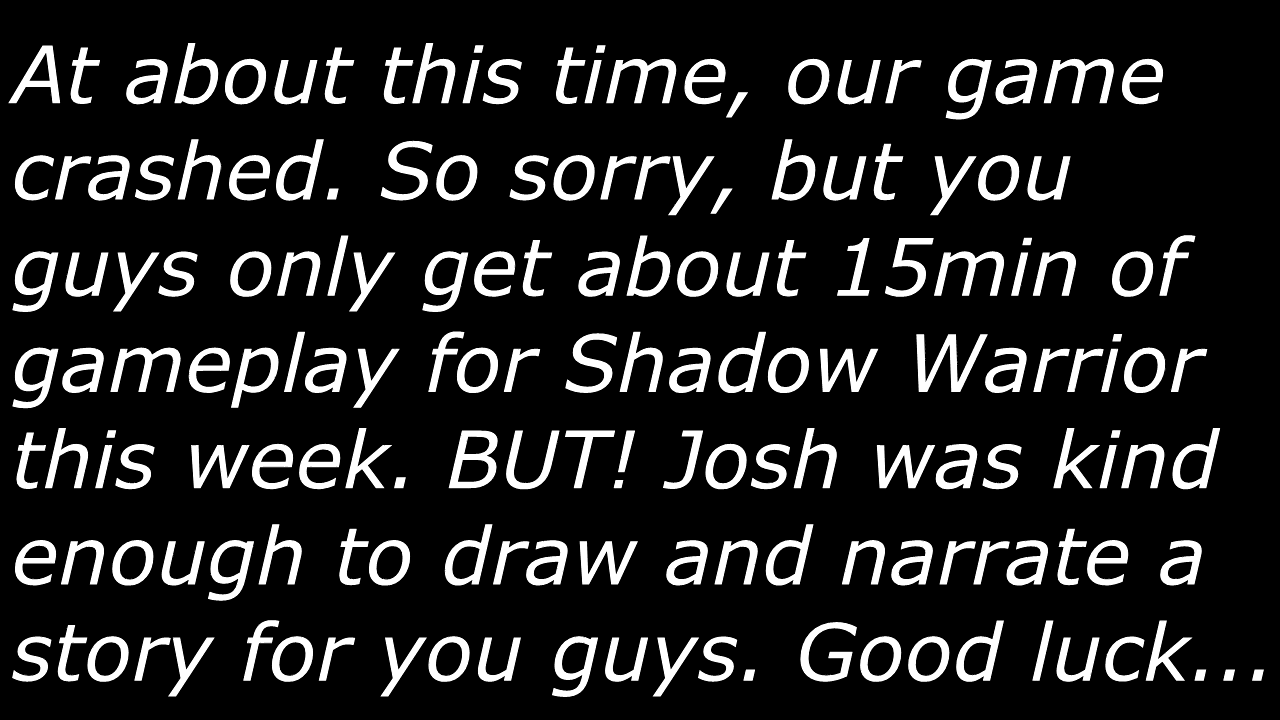 At about this time, our game
crashed. So sorry, but you
guys only get about 15min of
gameplay for Shadow Warrior
this week. BUT! Josh was kind
enough to draw and narrate a
story for you guys. Good luck...